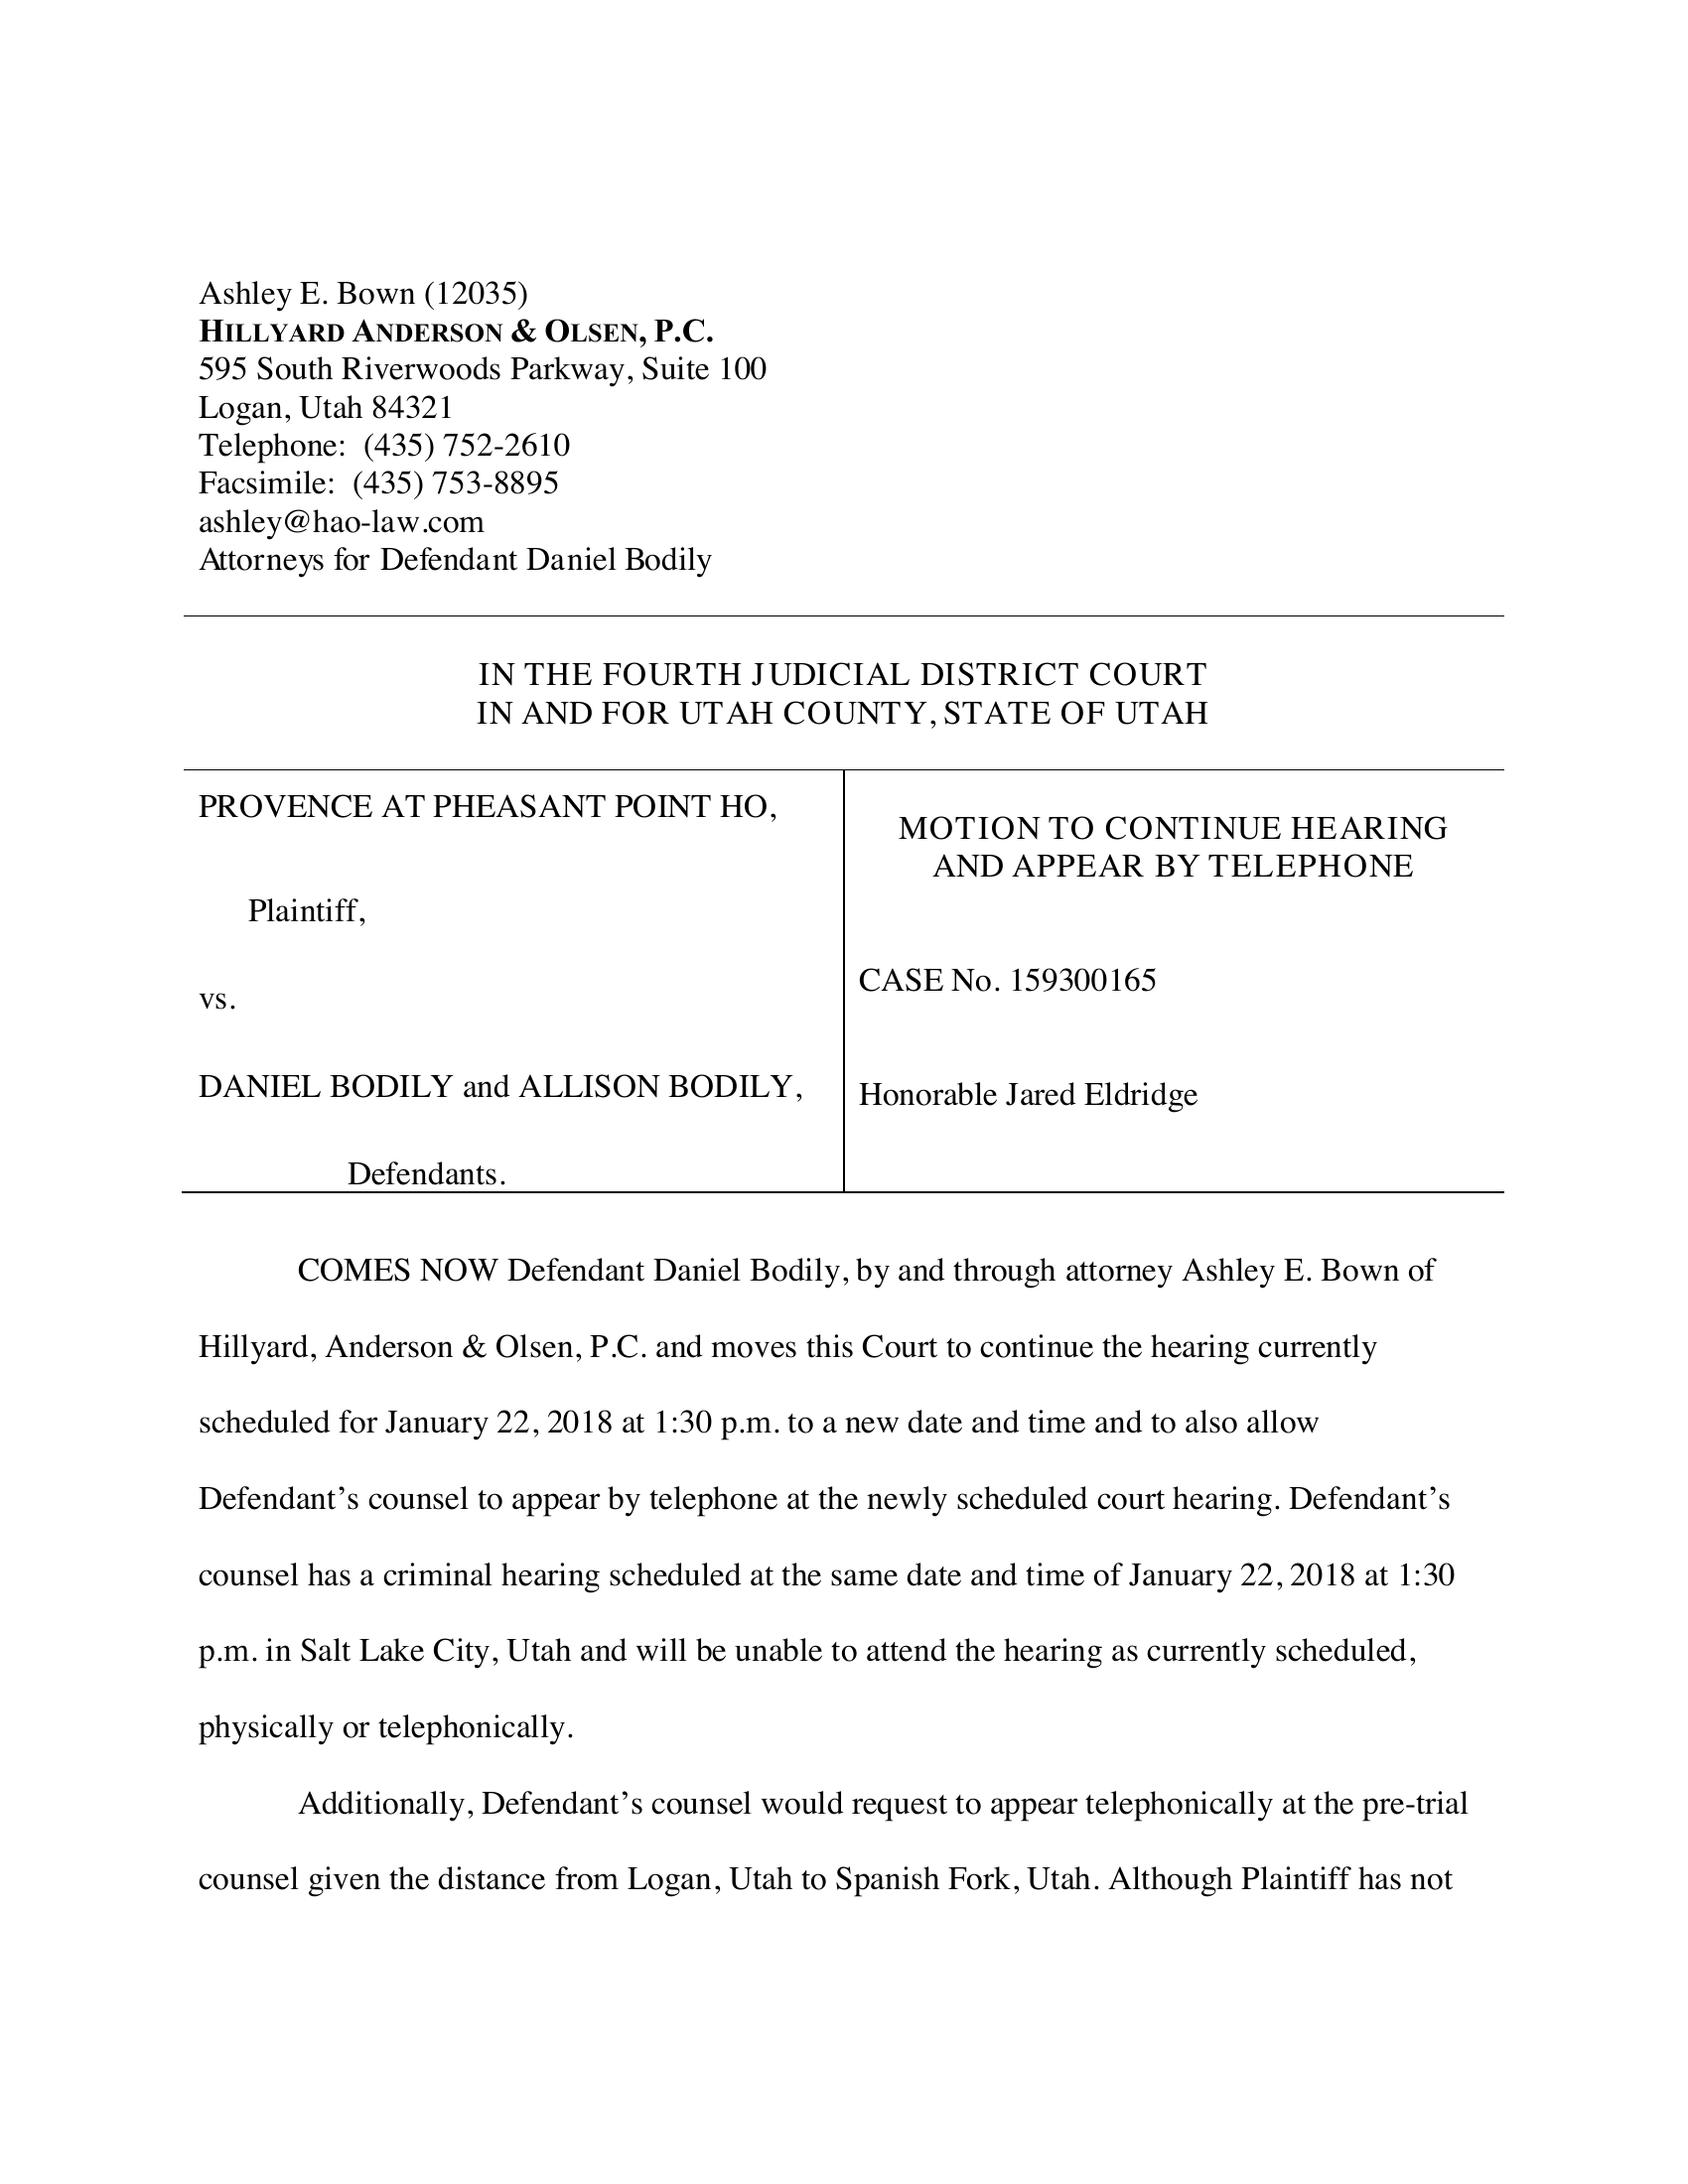 Ashley E. Bown (12035)
HILLYARD ANDERSON & OLSEN, P.C.
595 South Riverwoods Parkway, Suite 100
Logan, Utah 84321
Telephone:  (435) 752-2610
Facsimile:  (435) 753-8895
ashley@hao-law.com
Attorneys for Defendant Daniel Bodily
IN THE FOURTH JUDICIAL DISTRICT COURT
IN AND FOR UTAH COUNTY, STATE OF UTAH
PROVENCE AT PHEASANT POINT HO,
Plaintiff,
vs.
DANIEL BODILY and ALLISON BODILY,
Defendants.
MOTION TO CONTINUE HEARING
AND APPEAR BY TELEPHONE
CASE No. 159300165
Honorable Jared Eldridge
COMES NOW Defendant Daniel Bodily, by and through attorney Ashley E. Bown of
Hillyard, Anderson & Olsen, P.C. and moves this Court to continue the hearing currently
scheduled for January 22, 2018 at 1:30 p.m. to a new date and time and to also allow
Defendant’s counsel to appear by telephone at the newly scheduled court hearing. Defendant’s
counsel has a criminal hearing scheduled at the same date and time of January 22, 2018 at 1:30
p.m. in Salt Lake City, Utah and will be unable to attend the hearing as currently scheduled,
physically or telephonically.
Additionally, Defendant’s counsel would request to appear telephonically at the pre-trial
counsel given the distance from Logan, Utah to Spanish Fork, Utah. Although Plaintiff has not